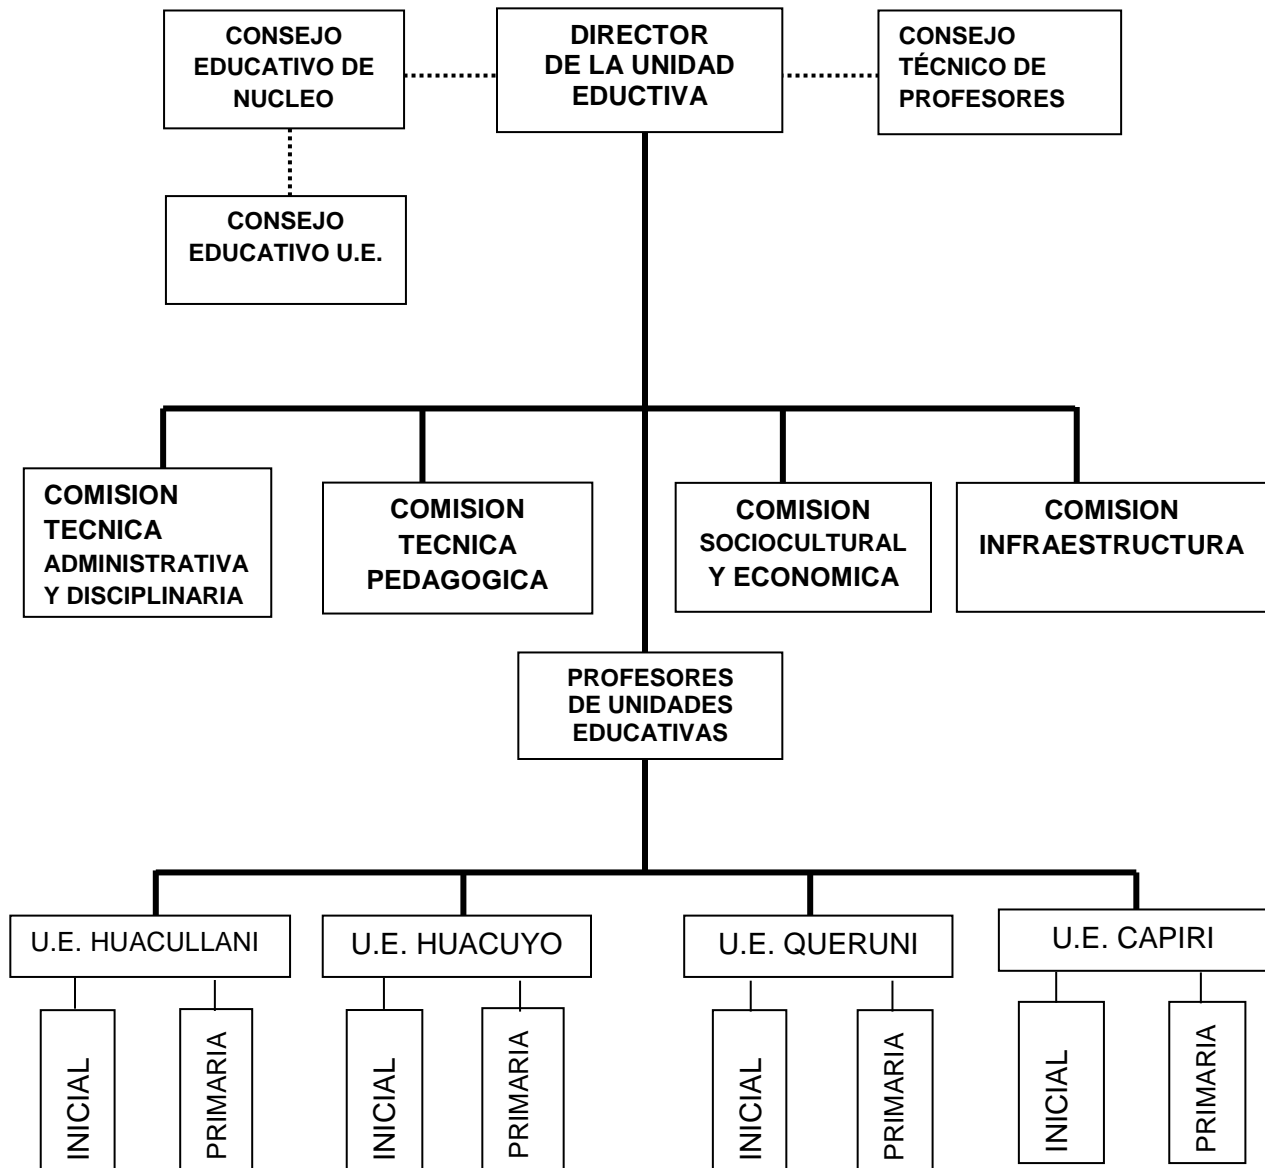 CONSEJO
EDUCATIVO DE
NUCLEO
DIRECTOR
DE LA UNIDAD
EDUCTIVA
CONSEJO
TÉCNICO DE
PROFESORES
CONSEJO
EDUCATIVO U.E.
COMISION
TECNICA
ADMINISTRATIVA
Y DISCIPLINARIA
COMISION
TECNICA
PEDAGOGICA
COMISION
SOCIOCULTURAL
Y ECONOMICA
COMISION
INFRAESTRUCTURA
PROFESORES
DE UNIDADES
EDUCATIVAS
U.E. HUACULLANI
U.E. HUACUYO
U.E. QUERUNI
U.E. CAPIRI
INICIAL
PRIMARIA
INICIAL
PRIMARIA
INICIAL
PRIMARIA
INICIAL
PRIMARIA